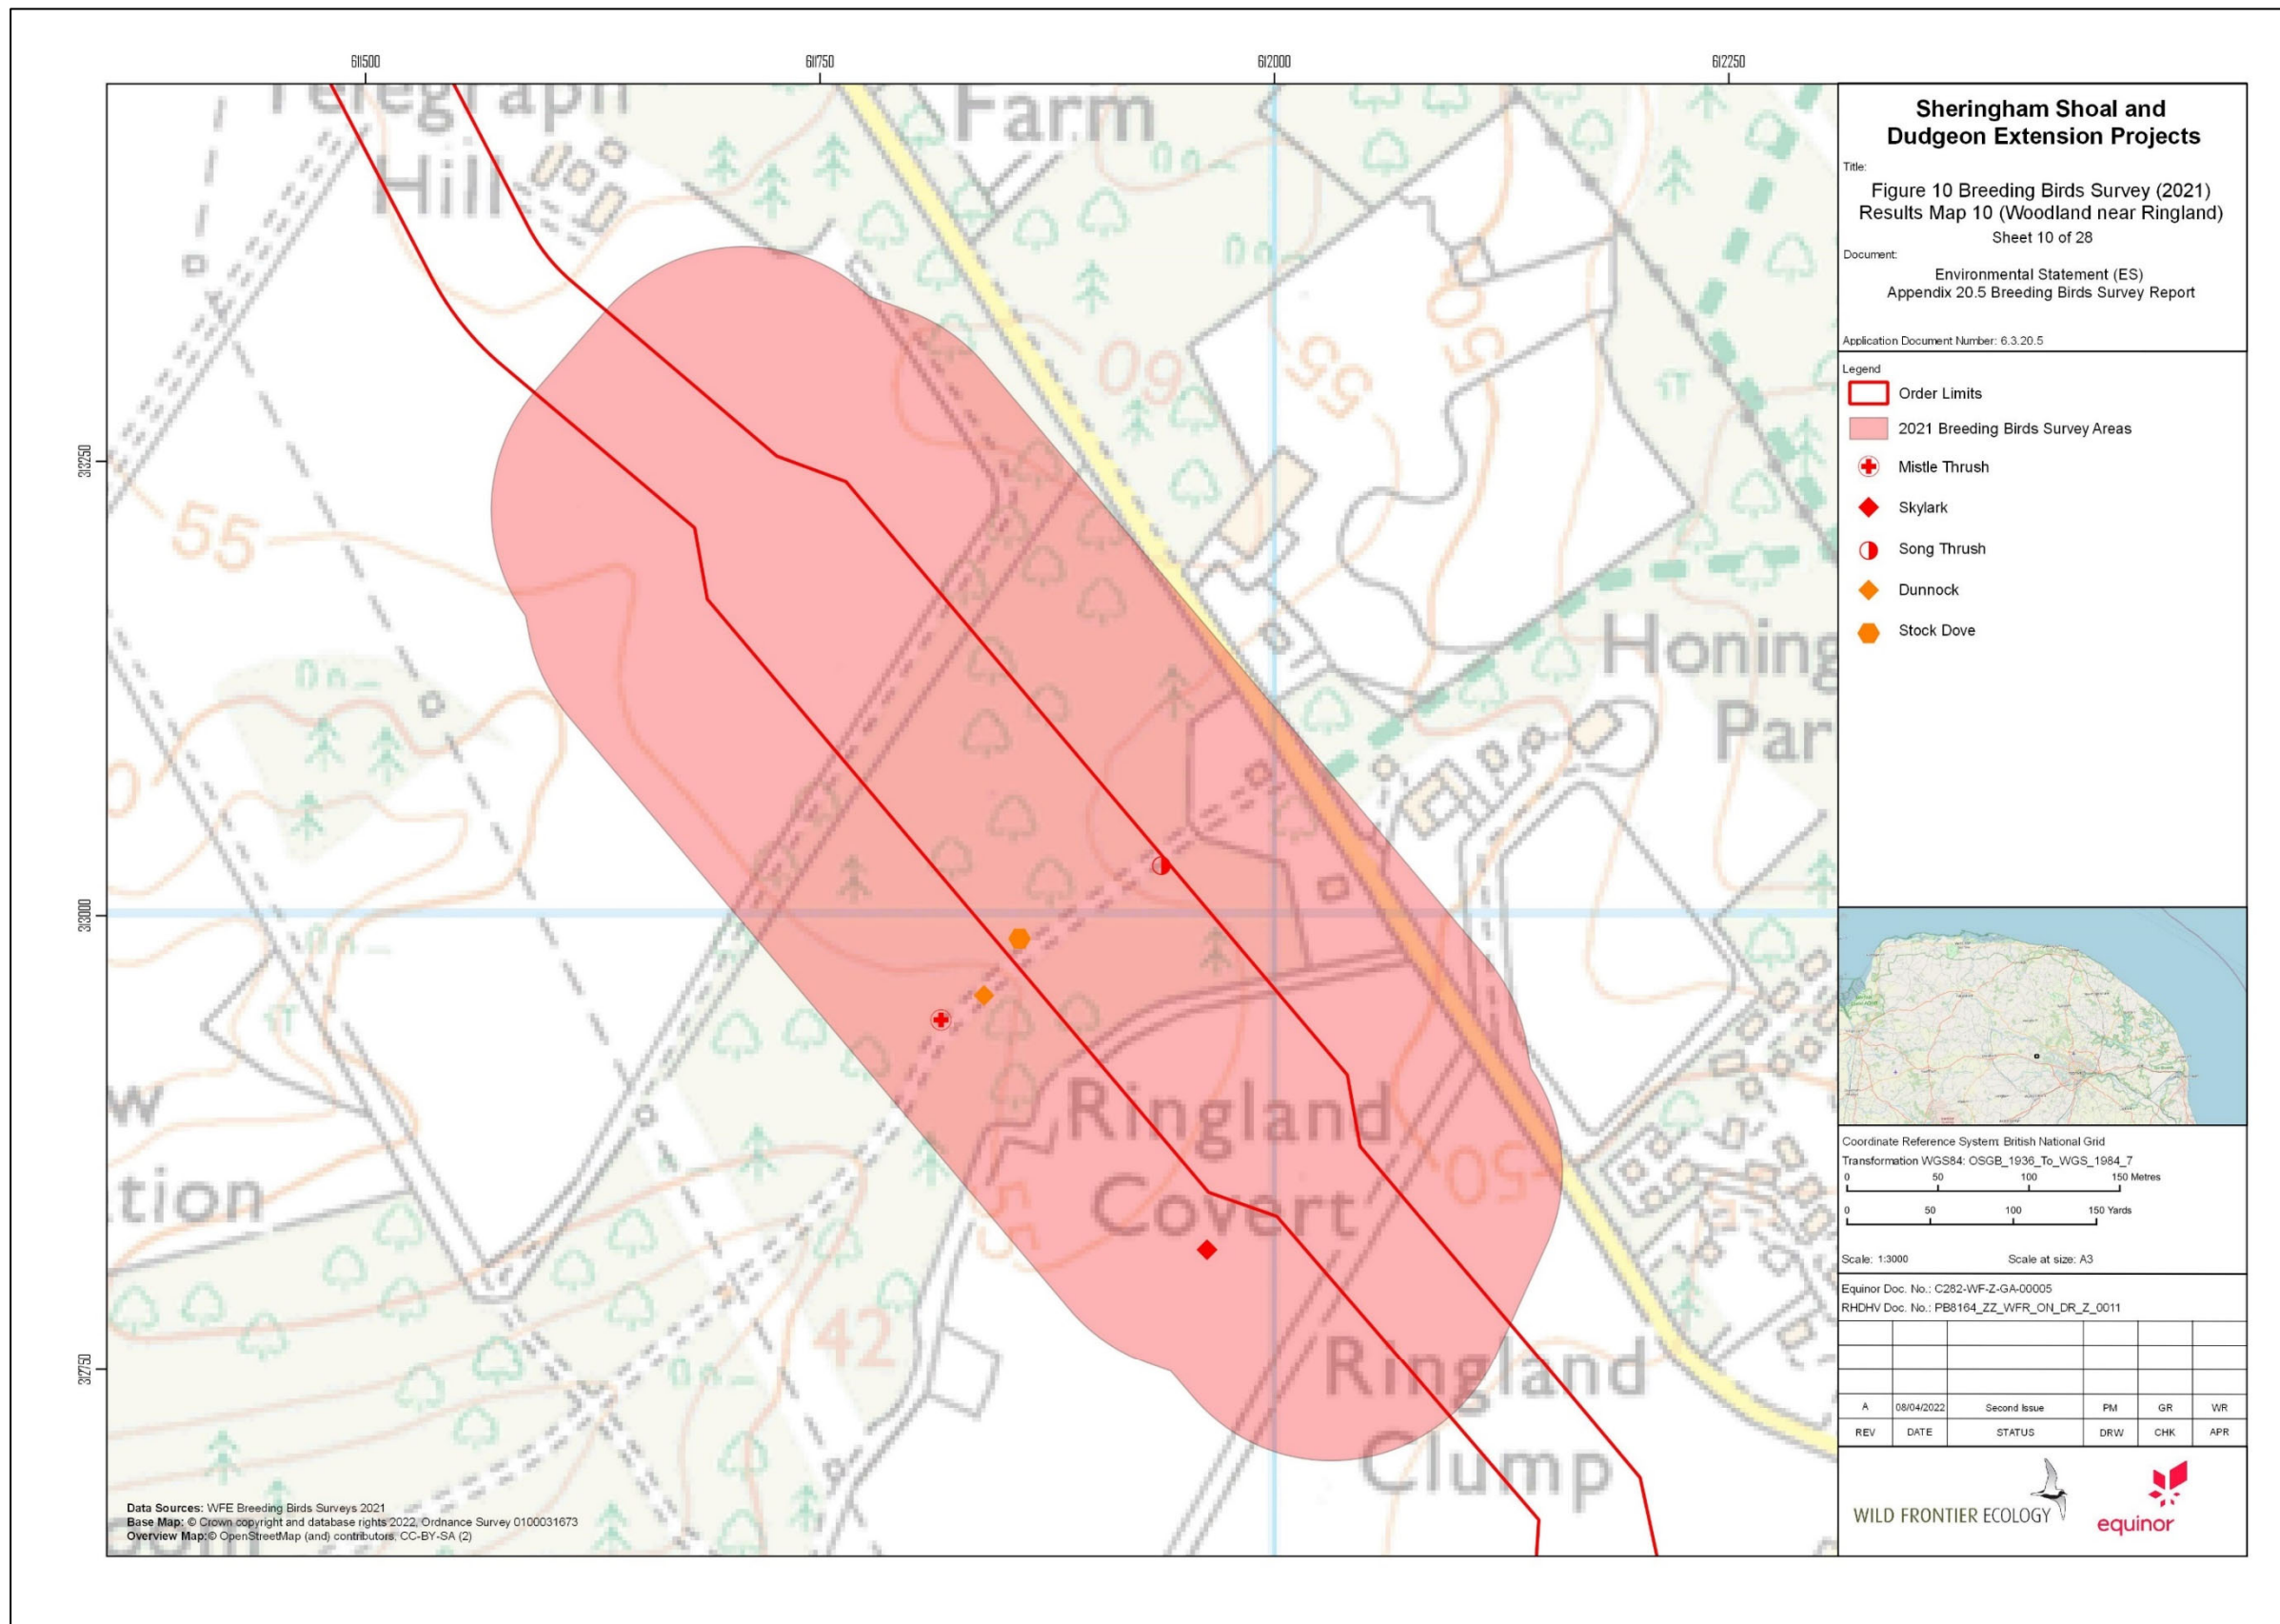 611500
611750
612000
612250
313250
313000
312750
Telegraph
Hill
Farm
60
55
50
55
Honing
Par
Ringland
Covert
50
55
42
Ringland
Clump
tion
Data Sources: WFE Breeding Birds Surveys 2021
Base Map: © Crown copyright and database rights 2022, Ordnance Survey 0100031673
Overview Map:© OpenStreetMap (and) contributors, CC-BY-SA (2)
Sheringham Shoal and
Dudgeon Extension Projects
Title:
Figure 10 Breeding Birds Survey (2021)
Results Map 10 (Woodland near Ringland)
Sheet 10 of 28
Document:
Environmental Statement (ES)
Appendix 20.5 Breeding Birds Survey Report
Application Document Number: 6.3.20.5
Legend
Order Limits
2021 Breeding Birds Survey Areas
Mistle Thrush
Skylark
Song Thrush
Dunnock
Stock Dove
Coordinate Reference System: British National Grid
Transformation WGS84: OSGB_1936_To_WGS_1984_7
0 50 100 150 Metres
0 50 100 150 Yards
Scale: 1:3000 Scale at size: A3
Equinor Doc. No.: C282-WF-Z-GA-00005
RHDHV Doc. No.: PB8164_ZZ_WFR_ON_DR_Z_0011
A 08/04/2022 Second Issue PM GR WR
REV DATE STATUS DRW CHK APR
WILD FRONTIER ECOLOGY
equinor